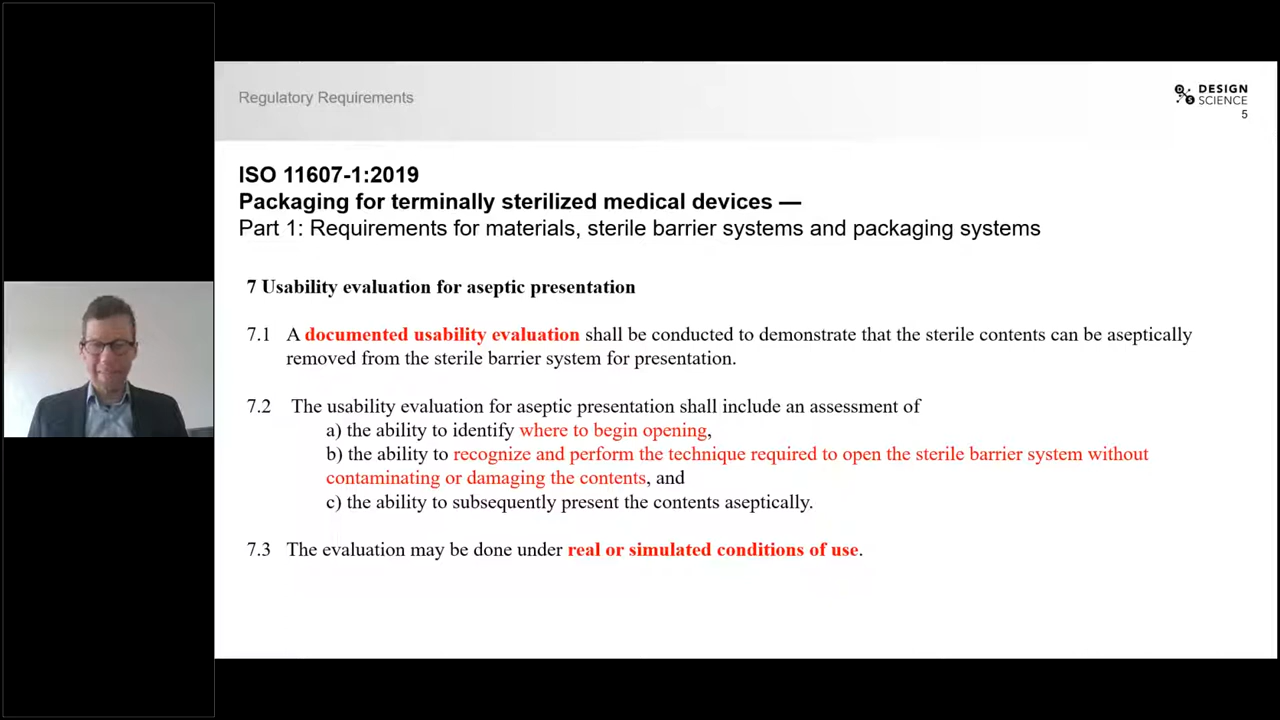 Regulatory Requirements
DESIGN
SCIENCE
5
ISO 11607-1:2019
Packaging for terminally sterilized medical devices —
Part 1: Requirements for materials, sterile barrier systems and packaging systems
7 Usability evaluation for aseptic presentation
7.1 A documented usability evaluation shall be conducted to demonstrate that the sterile contents can be aseptically
removed from the sterile barrier system for presentation.
7.2 The usability evaluation for aseptic presentation shall include an assessment of
a) the ability to identify where to begin opening,
b) the ability to recognize and perform the technique required to open the sterile barrier system without
contaminating or damaging the contents, and
c) the ability to subsequently present the contents aseptically.
7.3 The evaluation may be done under real or simulated conditions of use.